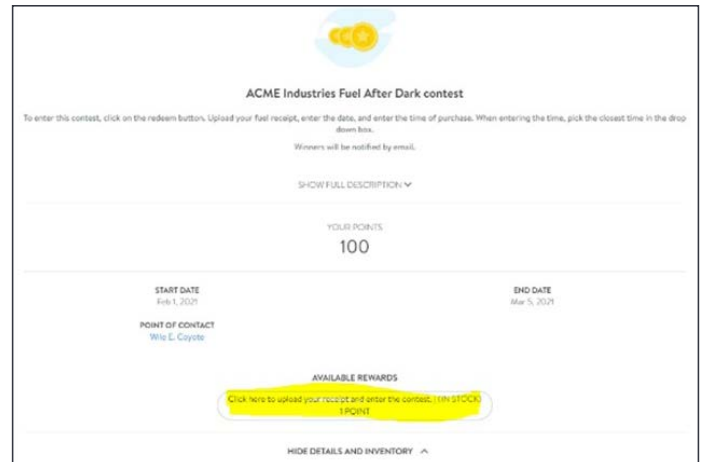 ACME Industries Fuel After Dark contest
To enter this contest, click on the redeem button. Upload your fuel receipt, enter the date, and enter the time of purchase. When entering the time, pick the closest time in the drop
down box.
Winners will be notified by email.
SHOW FULL DESCRIPTION
YOUR POINTS
100
START DATE
Feb 1, 2021
END DATE
Mar 5, 2021
POINT OF CONTACT
Wile E. Coyote
AVAILABLE REWARDS
Click here to upload your receipt and enter the contest. | (IN STOCK)
1 POINT
HIDE DETAILS AND INVENTORY